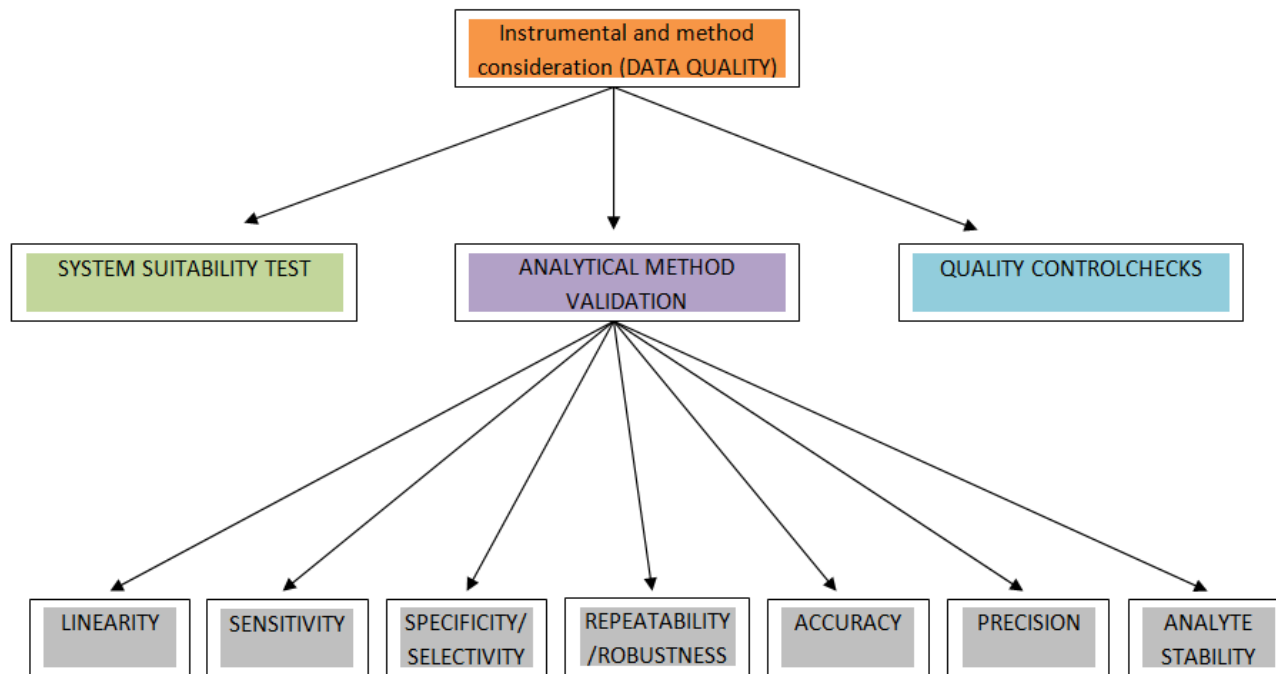 Instrumental and method
consideration (DATA QUALITY)
SYSTEM SUITABILITY TEST
ANALYTICAL METHOD
VALIDATION
QUALITY CONTROLCHECKS
LINEARITY
SENSITIVITY
SPECIFICITY/
SELECTIVITY
REPEATABILITY
/ROBUSTNESS
ACCURACY
PRECISION
ANALYTE
STABILITY